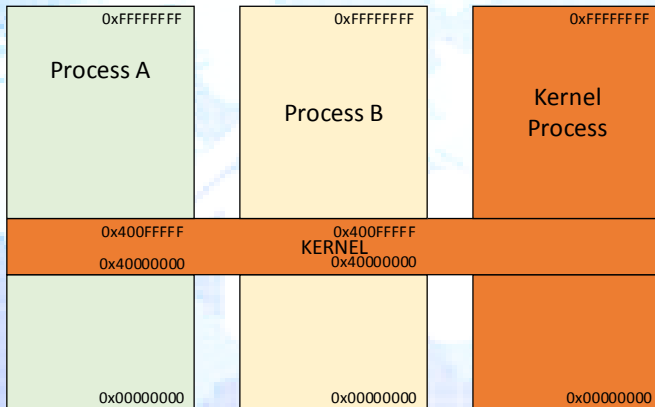 0xFFFFFFFF 0xFFFFFFFF 0xFFFFFFFF
Process A
Process B
Kernel
Process
0x400FFFFF 0x400FFFFF
KERNEL
0x40000000 0x40000000
0x00000000 0x00000000 0x00000000